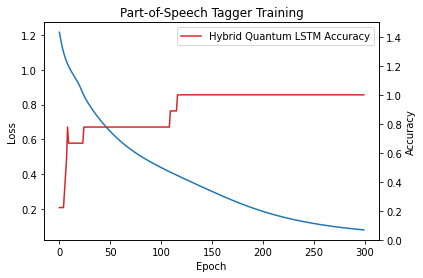 Part-of-Speech Tagger Training
Hybrid Quantum LSTM Accuracy
Loss
1.2
1.0
0.8
0.6
0.4
0.2
Accuracy
1.4
1.2
1.0
0.8
0.6
0.4
0.2
0.0
0 50 100 150 200 250 300
Epoch